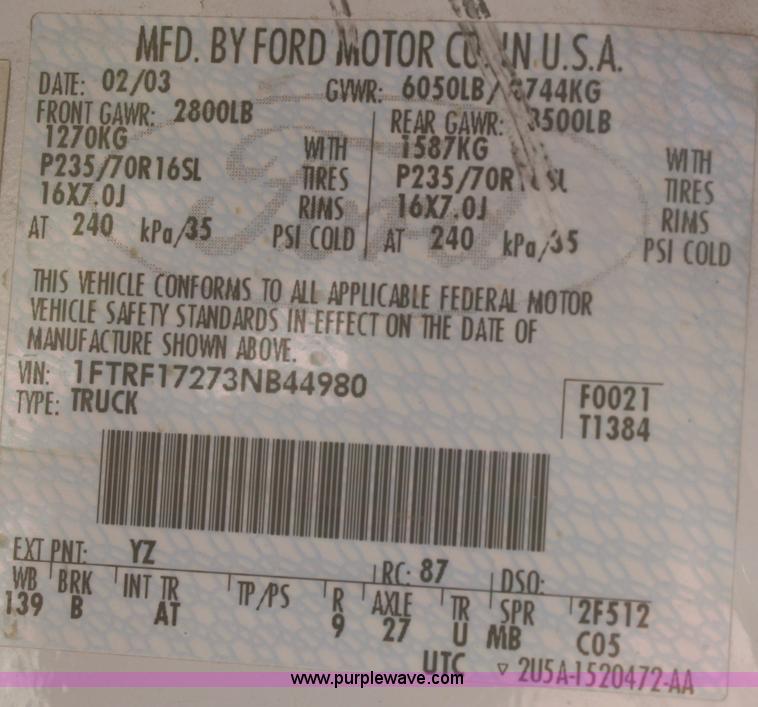 MFD. BY FORD MOTOR CO. IN U.S.A.
DATE: 02/03 GVWR: 6050LB/ 2744KG
FRONT GAWR: 2800LB REAR GAWR: 3500LB
1270KG WITH 1587KG WITH
P235/70R16SL TIRES P235/70R16SL TIRES
16X7.0J RIMS 16X7.0J RIMS
AT 240 kPa/35 PSI COLD AT 240 kPa/35 PSI COLD
THIS VEHICLE CONFORMS TO ALL APPLICABLE FEDERAL MOTOR
VEHICLE SAFETY STANDARDS IN EFFECT ON THE DATE OF
MANUFACTURE SHOWN ABOVE.
VIN: 1FTRF17273NB44980
TYPE: TRUCK
F0021
T1384
EXT PNT: YZ RC: 87 DSO:
WB BRK INT TR TP/PS R AXLE TR SPR 2F512
139 B AT 9 27 U MB C05
UTC ▽ 2U5A-1520472-AA
www.purplewave.com